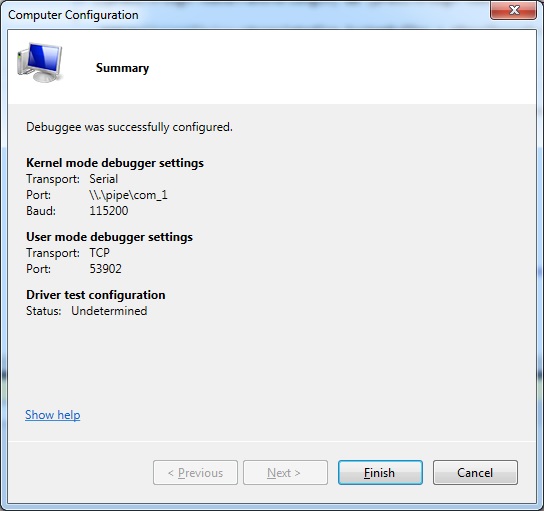 Computer Configuration
Summary
Debuggee was successfully configured.
Kernel mode debugger settings
Transport: Serial
Port: \\.\pipe\com_1
Baud: 115200
User mode debugger settings
Transport: TCP
Port: 53902
Driver test configuration
Status: Undetermined
Show help
< Previous Next > Finish Cancel